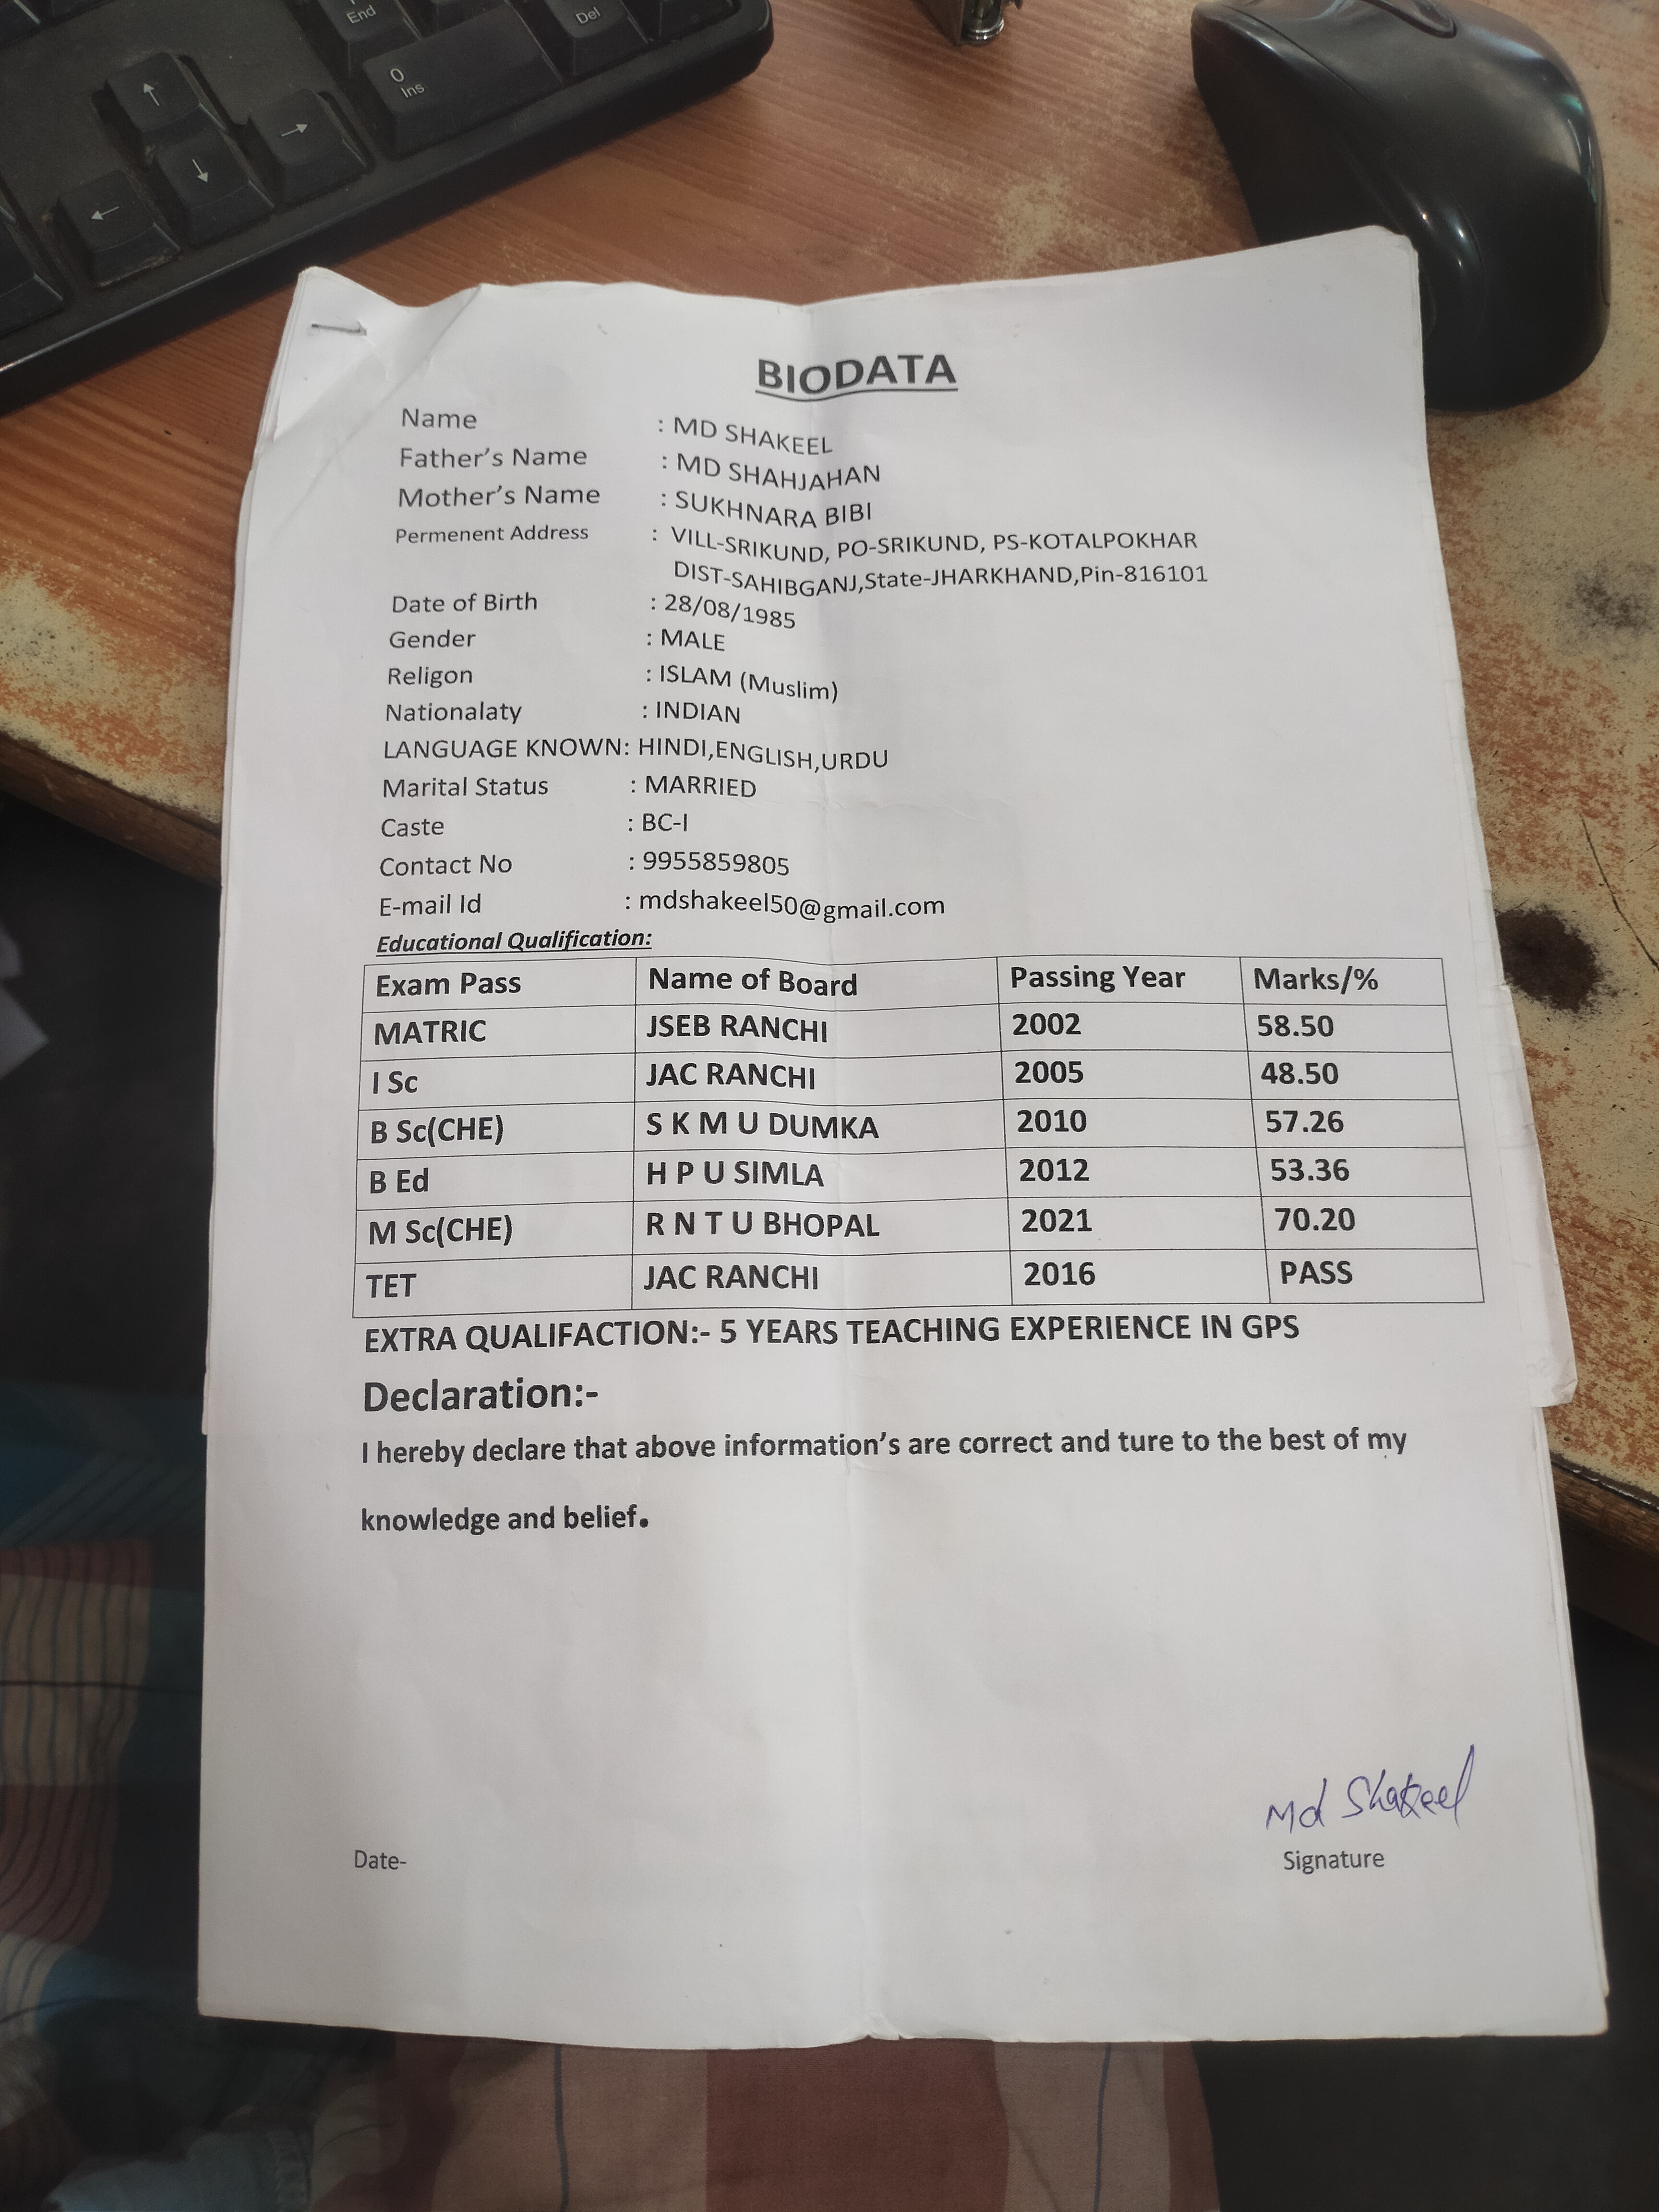 End
Del
0
Ins
↑
←
↓
→
BIODATA
Name : MD SHAKEEL
Father's Name : MD SHAHJAHAN
Mother's Name : SUKHNARA BIBI
Permenent Address : VILL-SRIKUND, PO-SRIKUND, PS-KOTALPOKHAR
DIST-SAHIBGANJ,State-JHARKHAND,Pin-816101
Date of Birth : 28/08/1985
Gender : MALE
Religon : ISLAM (Muslim)
Nationalaty : INDIAN
LANGUAGE KNOWN: HINDI,ENGLISH,URDU
Marital Status : MARRIED
Caste : BC-I
Contact No : 9955859805
E-mail Id : mdshakeel50@gmail.com
Educational Qualification:
Exam Pass Name of Board Passing Year Marks/%
MATRIC JSEB RANCHI 2002 58.50
I Sc JAC RANCHI 2005 48.50
B Sc(CHE) S K M U DUMKA 2010 57.26
B Ed H P U SIMLA 2012 53.36
M Sc(CHE) R N T U BHOPAL 2021 70.20
TET JAC RANCHI 2016 PASS
EXTRA QUALIFACTION:- 5 YEARS TEACHING EXPERIENCE IN GPS
Declaration:-
I hereby declare that above information's are correct and ture to the best of my
knowledge and belief.
Md Shakeel
Date- Signature